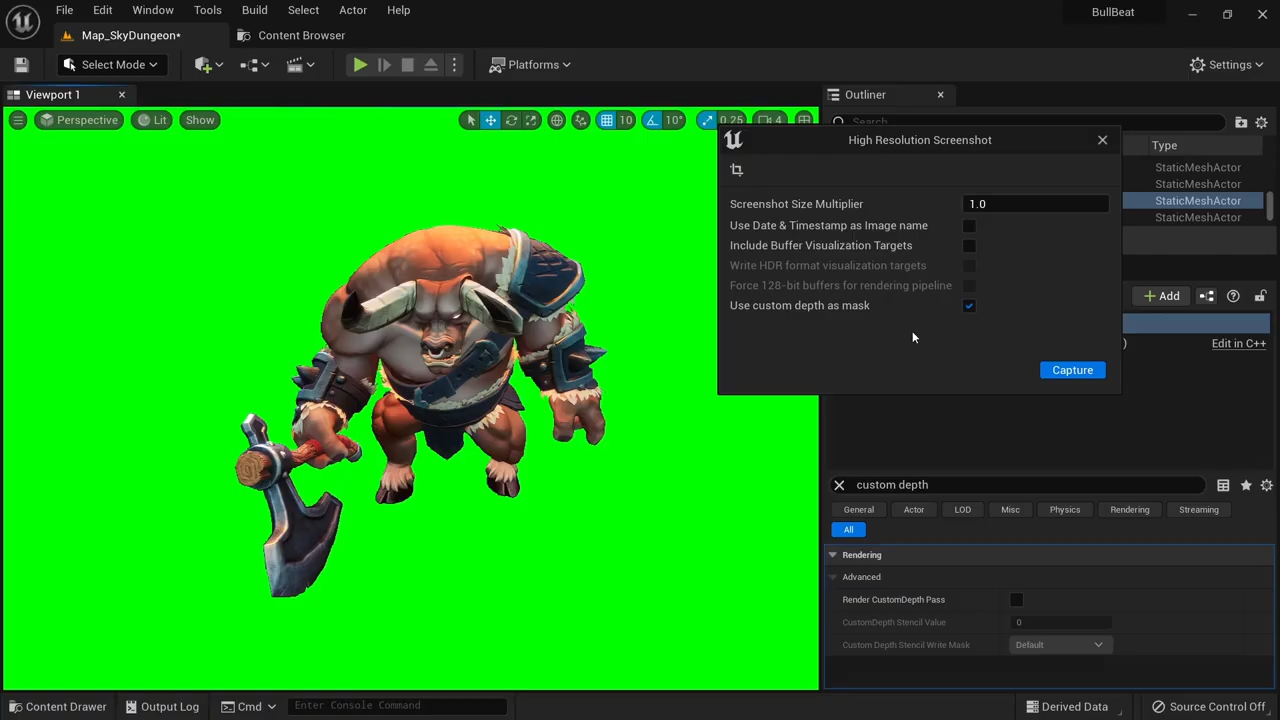 File Edit Window Tools Build Select Actor Help BullBeat
Map_SkyDungeon* Content Browser
Select Mode Platforms Settings
Viewport 1 Outliner
Perspective Lit Show 10 10° 0.25 4 Search
High Resolution Screenshot
Type
StaticMeshActor
StaticMeshActor
StaticMeshActor
StaticMeshActor
Screenshot Size Multiplier 1.0
Use Date & Timestamp as Image name
Include Buffer Visualization Targets
Write HDR format visualization targets
Force 128-bit buffers for rendering pipeline
Use custom depth as mask
Capture
Add
) Edit in C++
custom depth
General Actor LOD Misc Physics Rendering Streaming
All
Rendering
Advanced
Render CustomDepth Pass
CustomDepth Stencil Value 0
Custom Depth Stencil Write Mask Default
Content Drawer Output Log Cmd Enter Console Command Derived Data Source Control Off